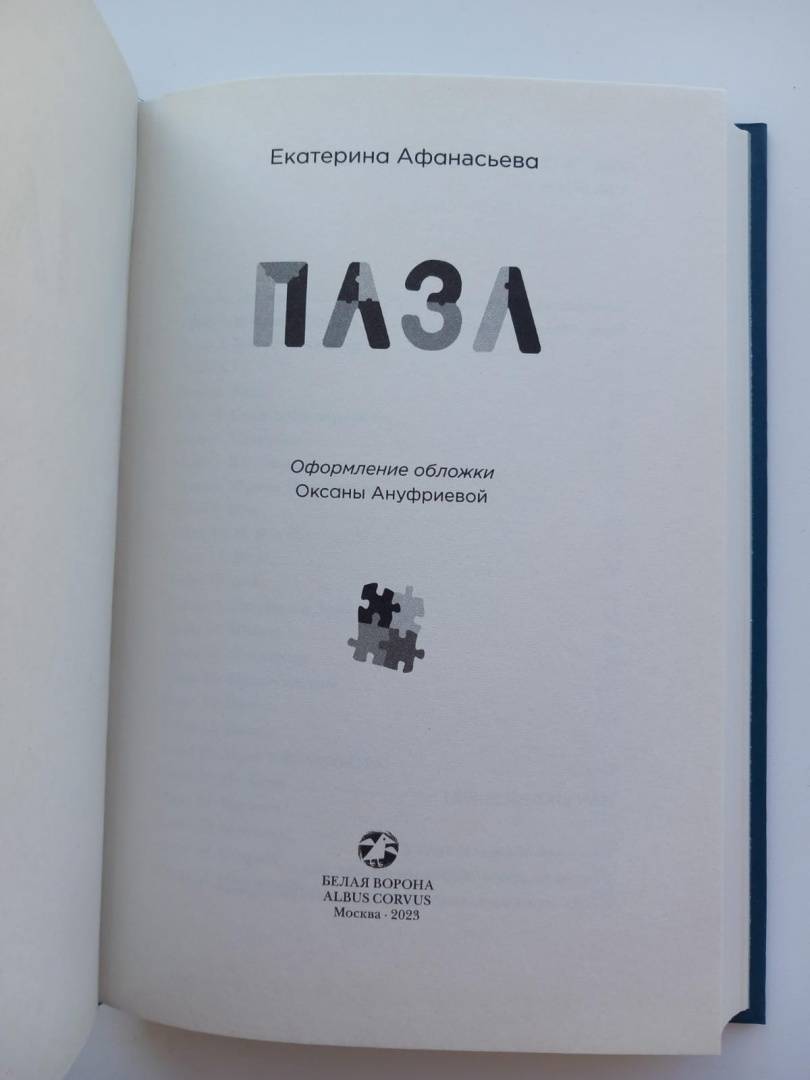 Екатерина Афанасьева
ПАЗЛ
Оформление обложки
Оксаны Ануфриевой
БЕЛАЯ ВОРОНА
ALBUS CORVUS
Москва · 2023